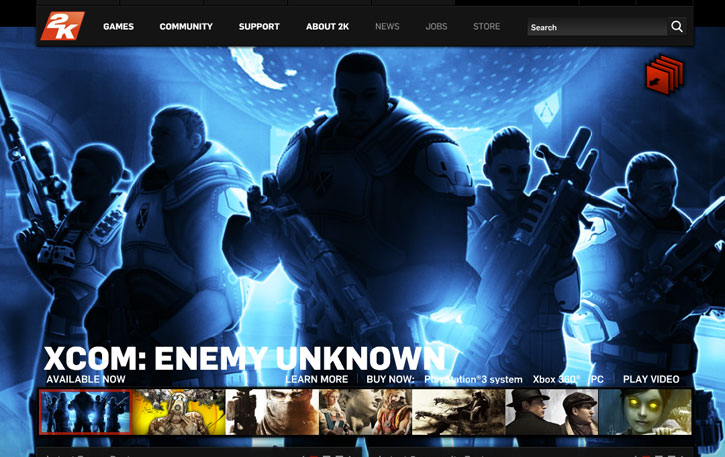 2K
GAMES COMMUNITY SUPPORT ABOUT 2K NEWS JOBS STORE Search
XCOM: ENEMY UNKNOWN
AVAILABLE NOW LEARN MORE BUY NOW: PlayStation®3 system Xbox 360® PC PLAY VIDEO